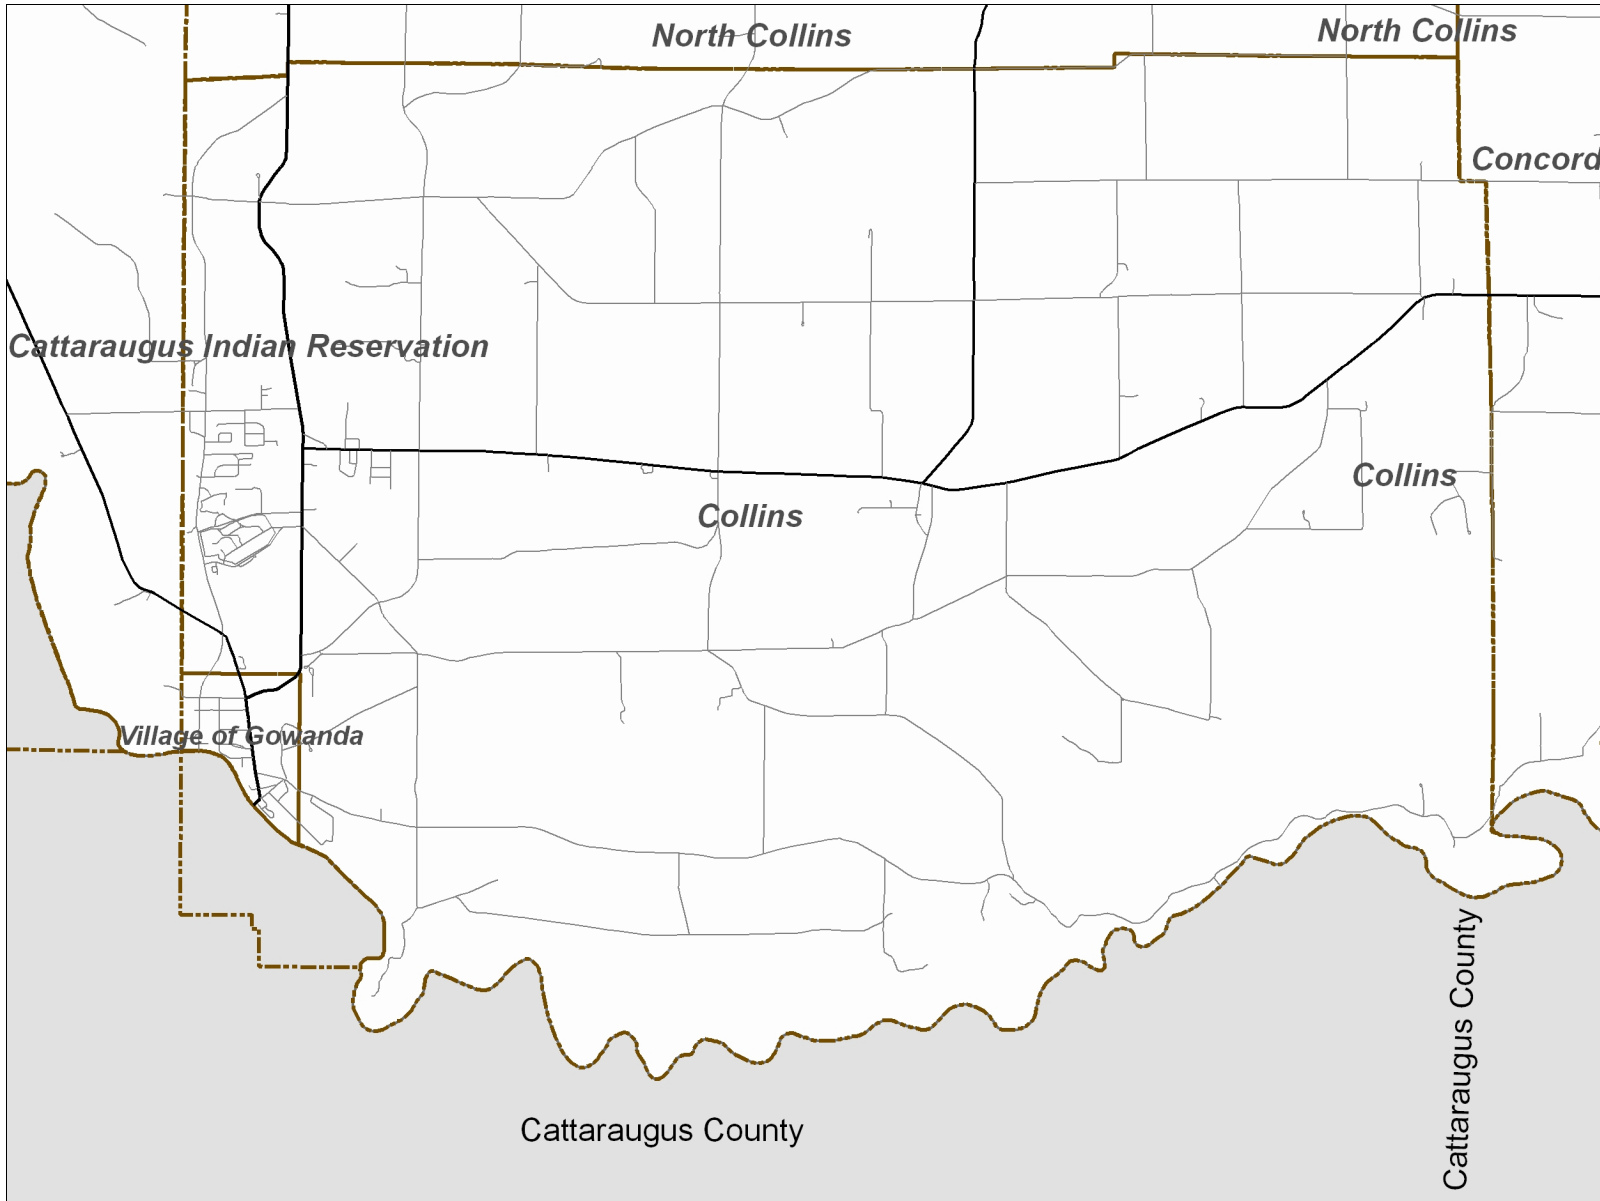 North Collins
North Collins
Concord
Cattaraugus Indian Reservation
Collins
Collins
Village of Gowanda
Cattaraugus County
Cattaraugus County